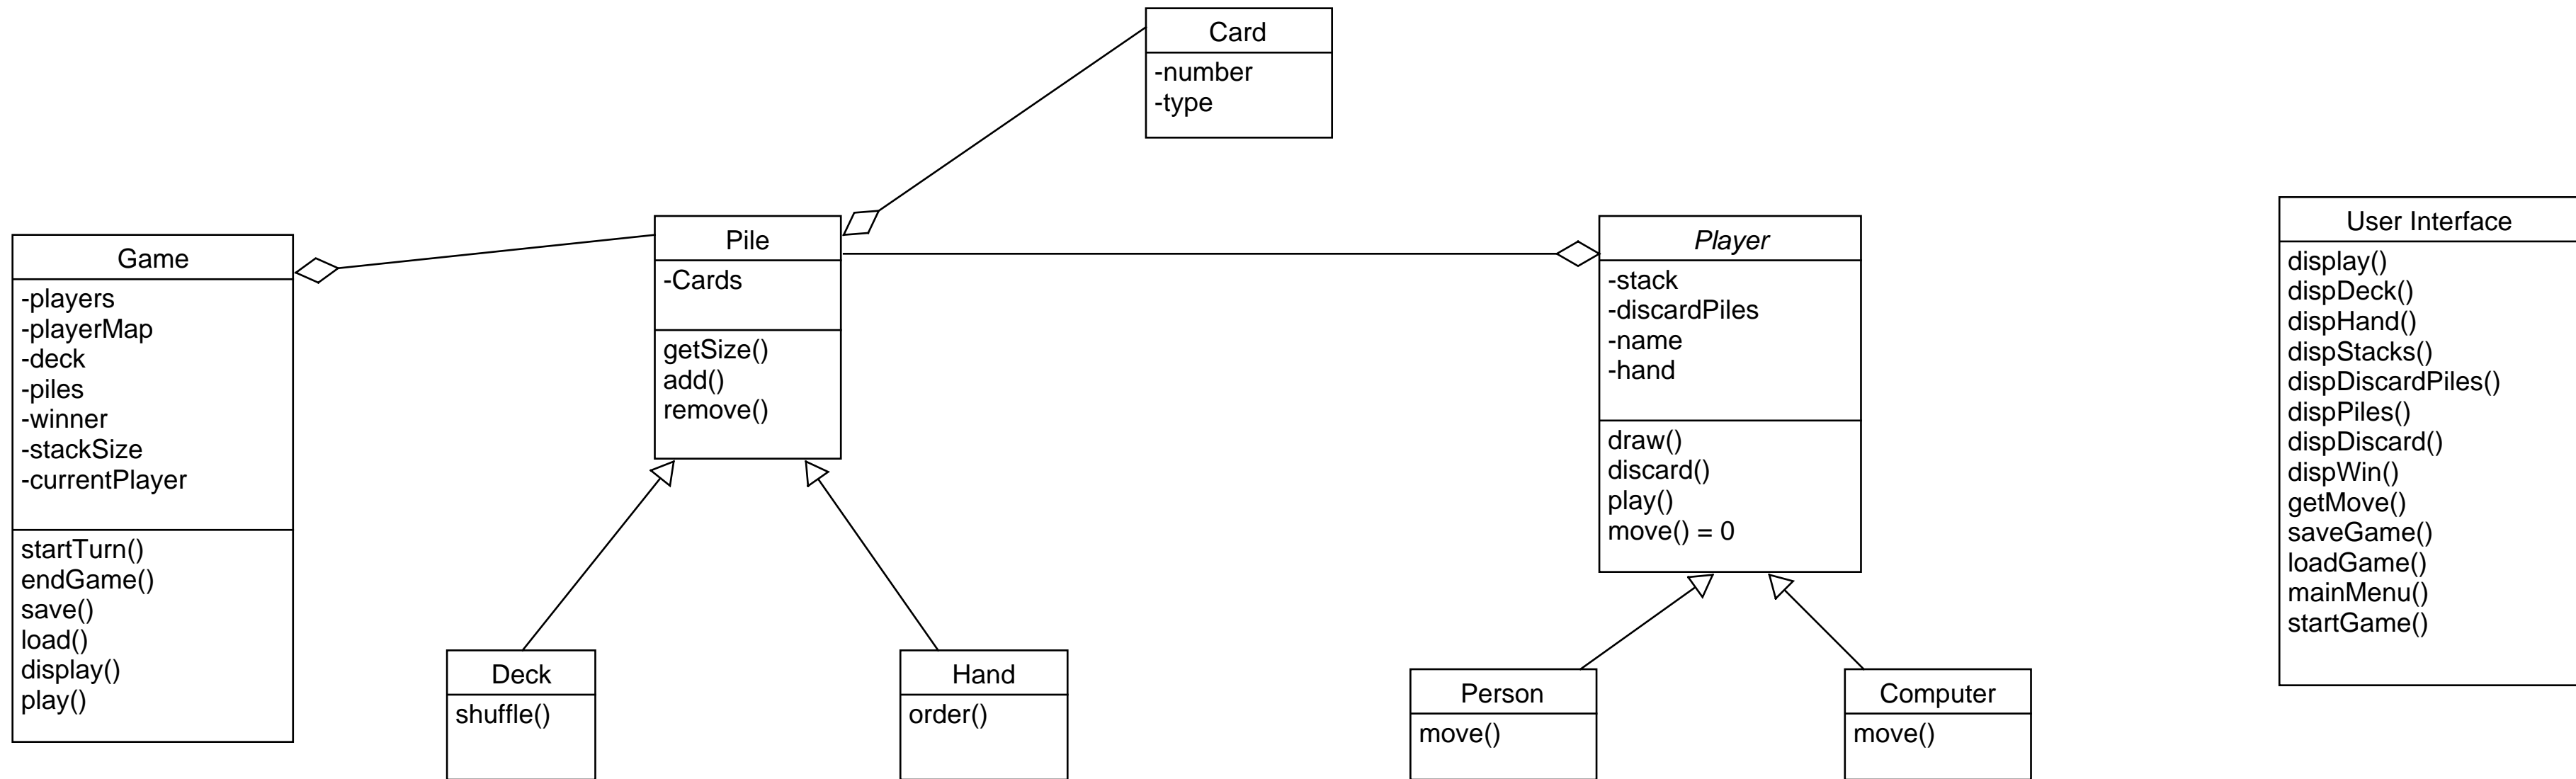 Card
-number
-type
Game
-players
-playerMap
-deck
-piles
-winner
-stackSize
-currentPlayer
startTurn()
endGame()
save()
load()
display()
play()
Pile
-Cards
getSize()
add()
remove()
Player
-stack
-discardPiles
-name
-hand
draw()
discard()
play()
move() = 0
User Interface
display()
dispDeck()
dispHand()
dispStacks()
dispDiscardPiles()
dispPiles()
dispDiscard()
dispWin()
getMove()
saveGame()
loadGame()
mainMenu()
startGame()
Deck
shuffle()
Hand
order()
Person
move()
Computer
move()